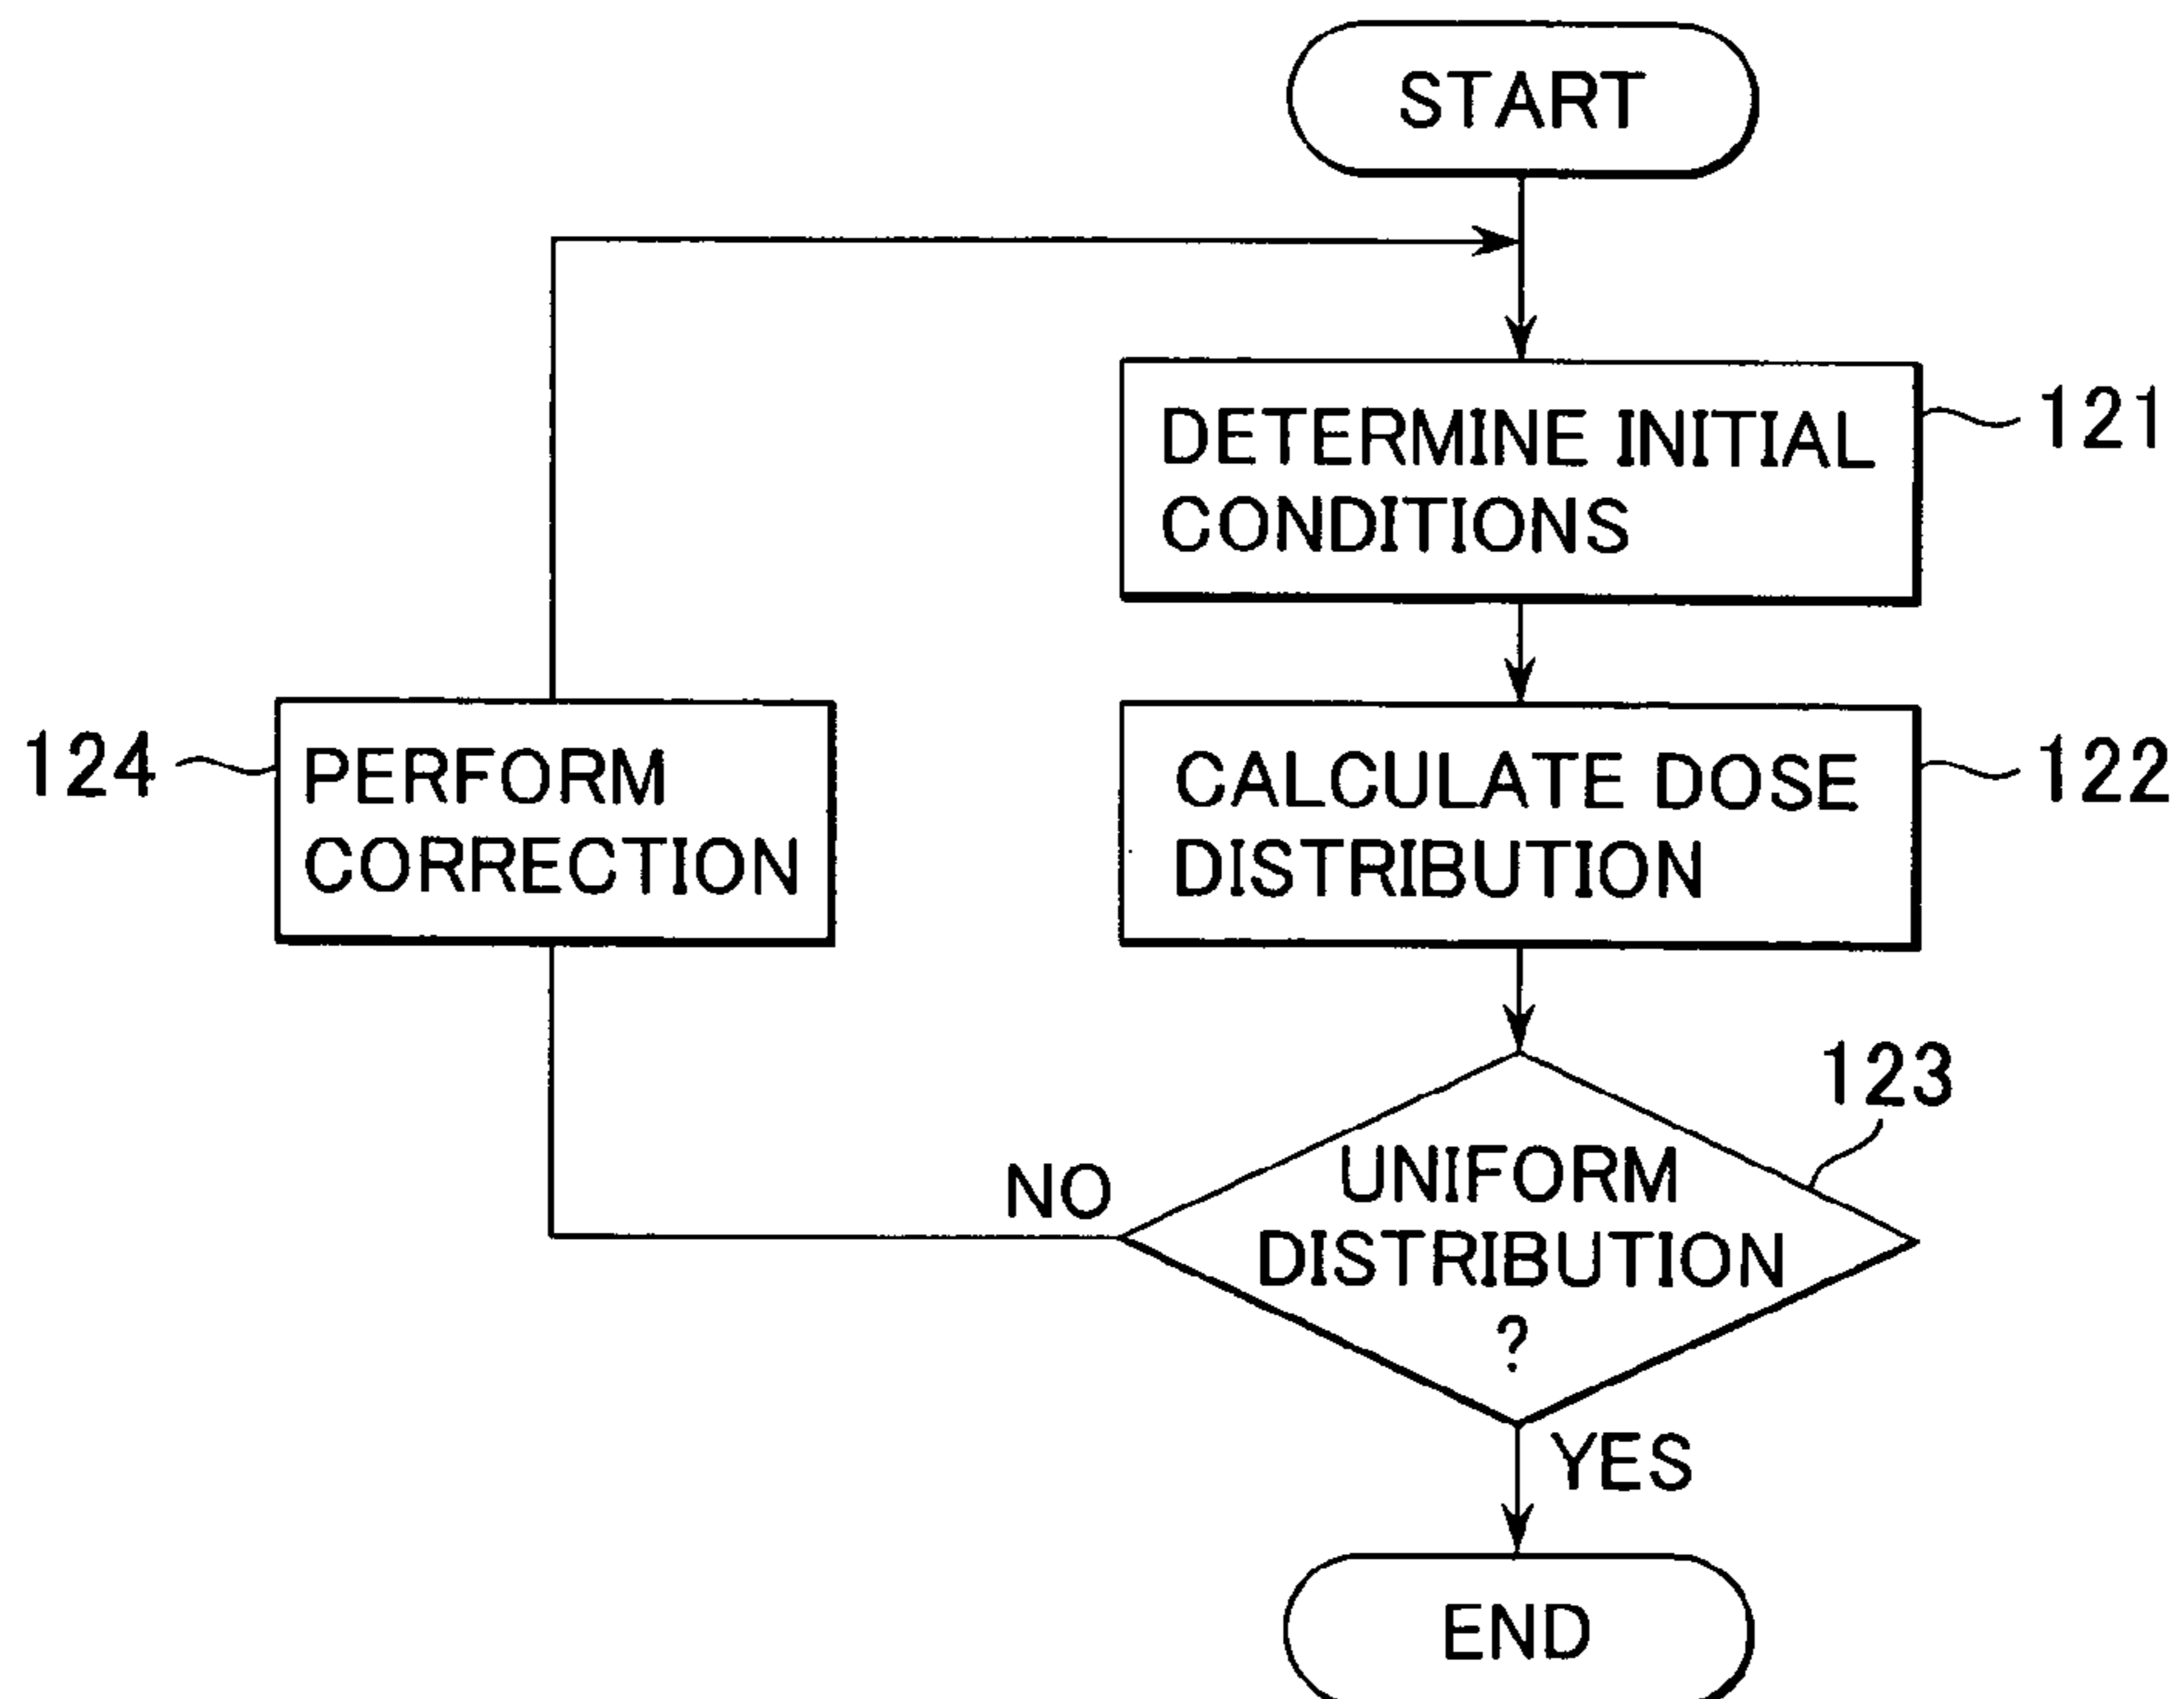 START
DETERMINE INITIAL
CONDITIONS
121
CALCULATE DOSE
DISTRIBUTION
122
124
PERFORM
CORRECTION
123
UNIFORM
DISTRIBUTION
?
NO
YES
END